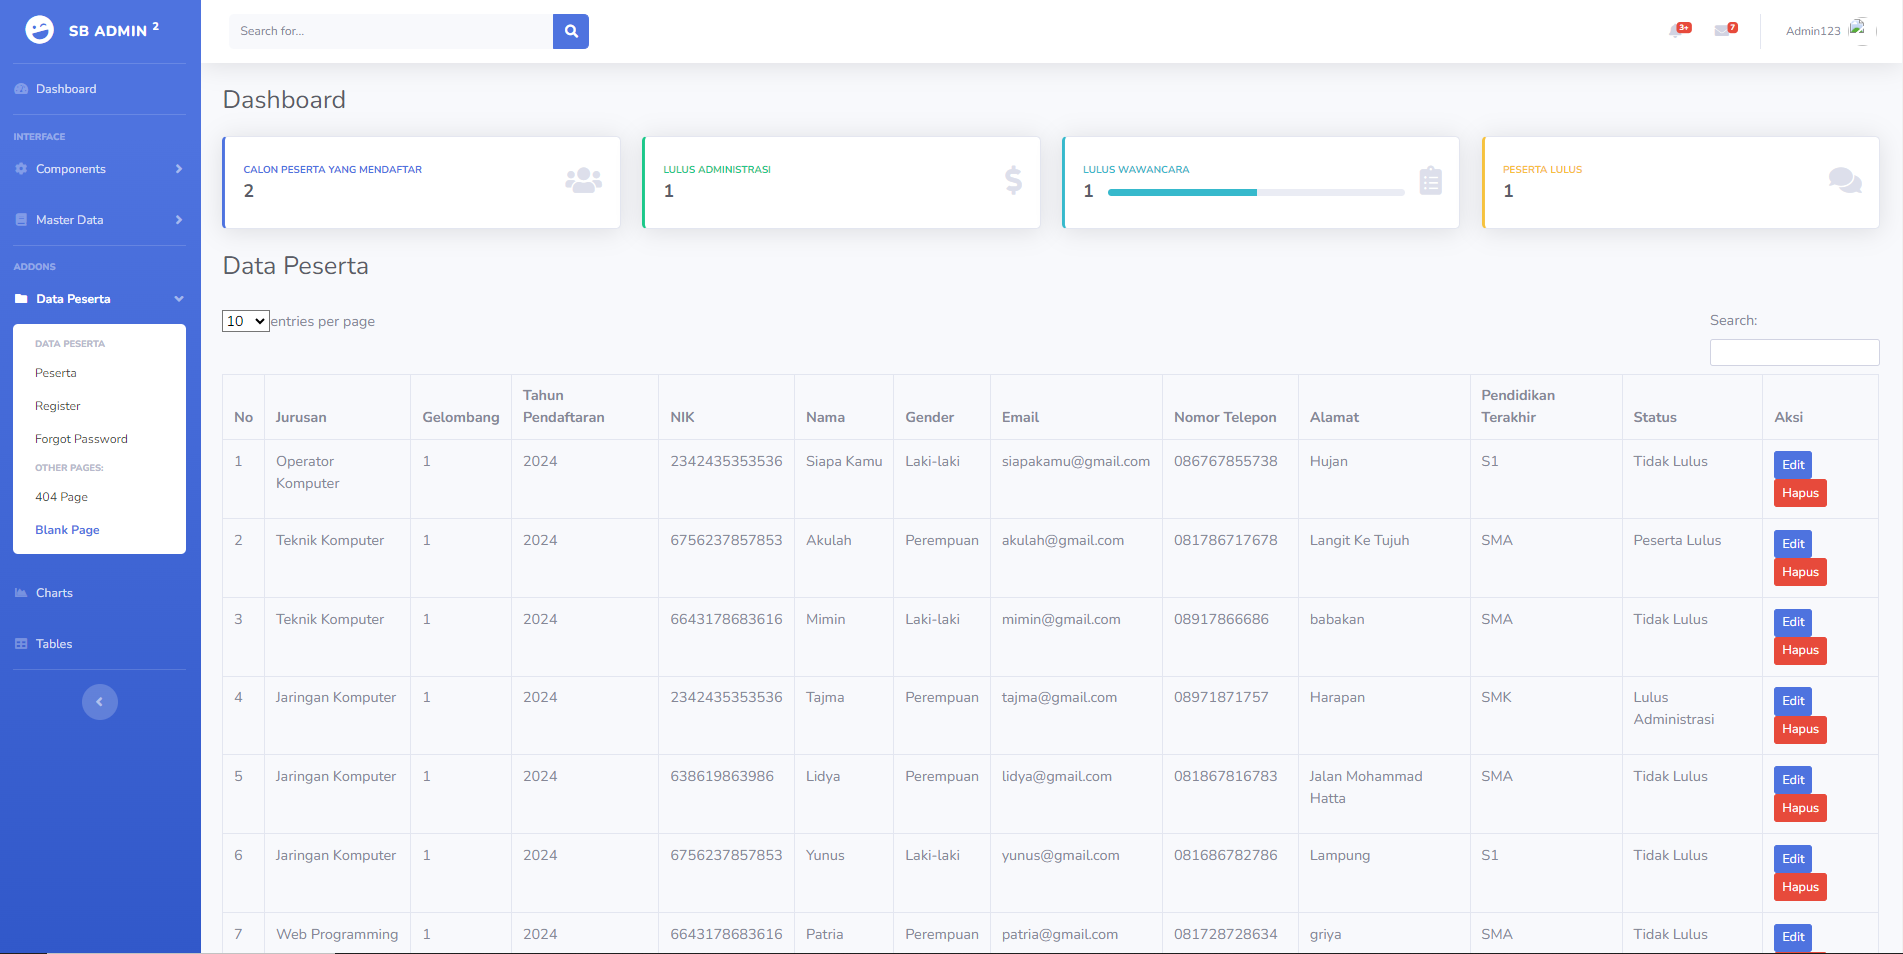 SB ADMIN 2
Search for...
3+
7
Admin123
Dashboard
INTERFACE
Components
Master Data
ADDONS
Data Peserta
DATA PESERTA
Peserta
Register
Forgot Password
OTHER PAGES:
404 Page
Blank Page
Charts
Tables
Dashboard
CALON PESERTA YANG MENDAFTAR
2
LULUS ADMINISTRASI
1
LULUS WAWANCARA
1
PESERTA LULUS
1
Data Peserta
10 entries per page
Search:
No Jurusan Gelombang Tahun Pendaftaran NIK Nama Gender Email Nomor Telepon Alamat Pendidikan Terakhir Status Aksi
1 Operator Komputer 1 2024 2342435353536 Siapa Kamu Laki-laki siapakamu@gmail.com 086767855738 Hujan S1 Tidak Lulus Edit
Hapus
2 Teknik Komputer 1 2024 6756237857853 Akulah Perempuan akulah@gmail.com 081786717678 Langit Ke Tujuh SMA Peserta Lulus Edit
Hapus
3 Teknik Komputer 1 2024 6643178683616 Mimin Laki-laki mimin@gmail.com 08917866686 babakan SMA Tidak Lulus Edit
Hapus
4 Jaringan Komputer 1 2024 2342435353536 Tajma Perempuan tajma@gmail.com 08971871757 Harapan SMK Lulus Administrasi Edit
Hapus
5 Jaringan Komputer 1 2024 638619863986 Lidya Perempuan lidya@gmail.com 081867816783 Jalan Mohammad Hatta SMA Tidak Lulus Edit
Hapus
6 Jaringan Komputer 1 2024 6756237857853 Yunus Laki-laki yunus@gmail.com 081686782786 Lampung S1 Tidak Lulus Edit
Hapus
7 Web Programming 1 2024 6643178683616 Patria Perempuan patria@gmail.com 081728728634 griya SMA Tidak Lulus Edit